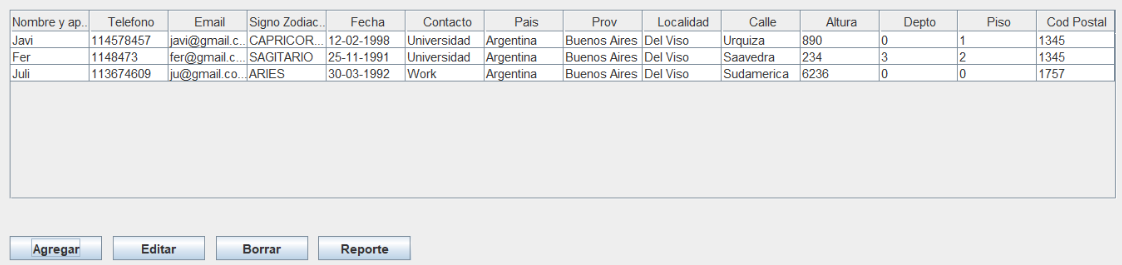 Nombre y ap... Telefono Email Signo Zodiac... Fecha Contacto Pais Prov Localidad Calle Altura Depto Piso Cod Postal
Javi 114578457 javi@gmail.c... CAPRICOR... 12-02-1998 Universidad Argentina Buenos Aires Del Viso Urquiza 890 0 1 1345
Fer 1148473 fer@gmail.c... SAGITARIO 25-11-1991 Universidad Argentina Buenos Aires Del Viso Saavedra 234 3 2 1345
Juli 113674609 ju@gmail.co... ARIES 30-03-1992 Work Argentina Buenos Aires Del Viso Sudamerica 6236 0 0 1757
Agregar Editar Borrar Reporte